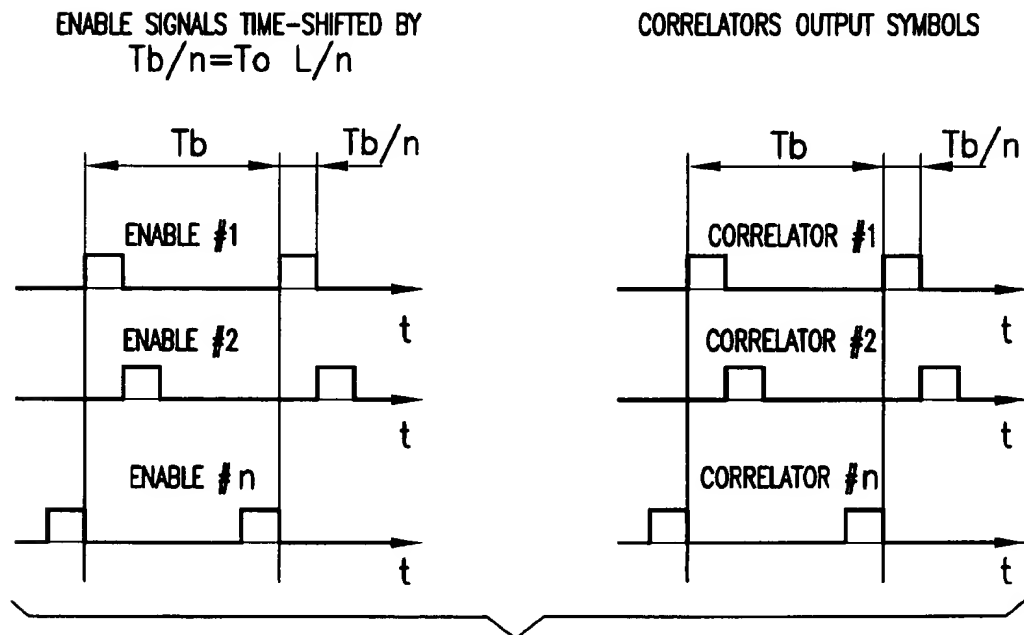 ENABLE SIGNALS TIME-SHIFTED BY
Tb/n=To L/n
Tb
Tb/n
ENABLE #1
t
ENABLE #2
t
ENABLE #n
t
CORRELATORS OUTPUT SYMBOLS
Tb
Tb/n
CORRELATOR #1
t
CORRELATOR #2
t
CORRELATOR #n
t